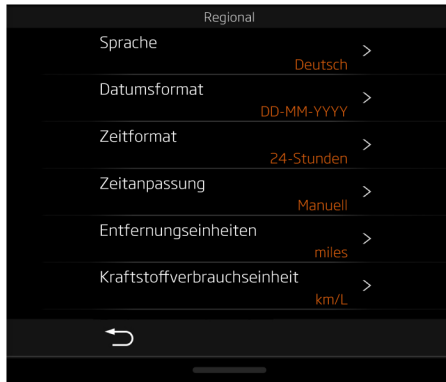 Regional
Sprache
Deutsch
Datumsformat
DD-MM-YYYY
Zeitformat
24-Stunden
Zeitanpassung
Manuell
Entfernungseinheiten
miles
Kraftstoffverbrauchseinheit
km/L